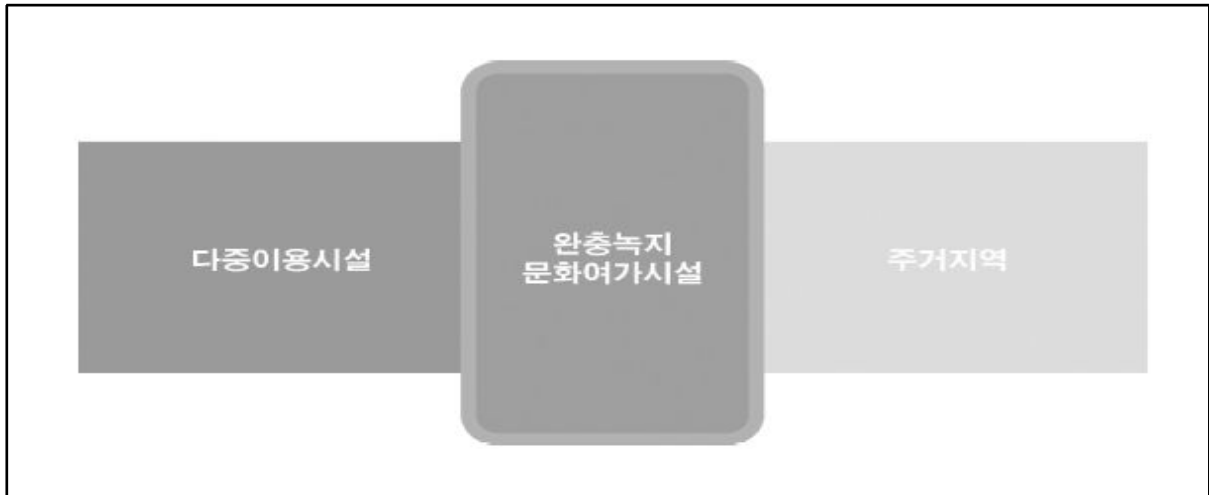 다중이용시설
완충녹지
문화여가시설
주거지역